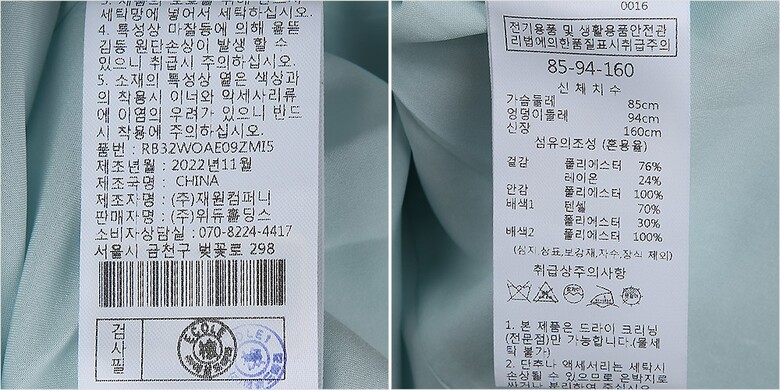 세탁망에 넣어서 세탁하십시오.
4. 특성상 마찰등에 의해 올뜯
김등 원단손상이 발생 할 수
있으니 취급시 주의하십시오.
5. 소재의 특성상 옅은 색상과
의 착용시 이너와 악세사리류
에 이염의 우려가 있으니 반드
시 착용에 주의하십시오.
품번 : RB32WOAE09ZMI5
제조년월 : 2022년11월
제조국명 : CHINA
제조자명 : (주)재원컴퍼니
판매자명 : (주)위듀홀딩스
소비자상담실 : 070-8224-4417
서울시 금천구 벚꽃로 298
검사필
ECOLE
0016
전기용품 및 생활용품안전관
리법에의한품질표시취급주의
85-94-160
신체치수
가슴둘레 85cm
엉덩이둘레 94cm
신장 160cm
섬유의조성 (혼용율)
겉감 폴리에스터 76%
레이온 24%
안감 폴리에스터 100%
배색1 텐셀 70%
폴리에스터 30%
배색2 폴리에스터 100%
(심지,상표,보강재,자수,장식 제외)
취급상주의사항
1. 본 제품은 드라이 크리닝
(전문점)만 가능합니다.(물세
탁 불가)
2. 단추나 액세서리는 세탁시
손상될 수 있으므로 은박지로